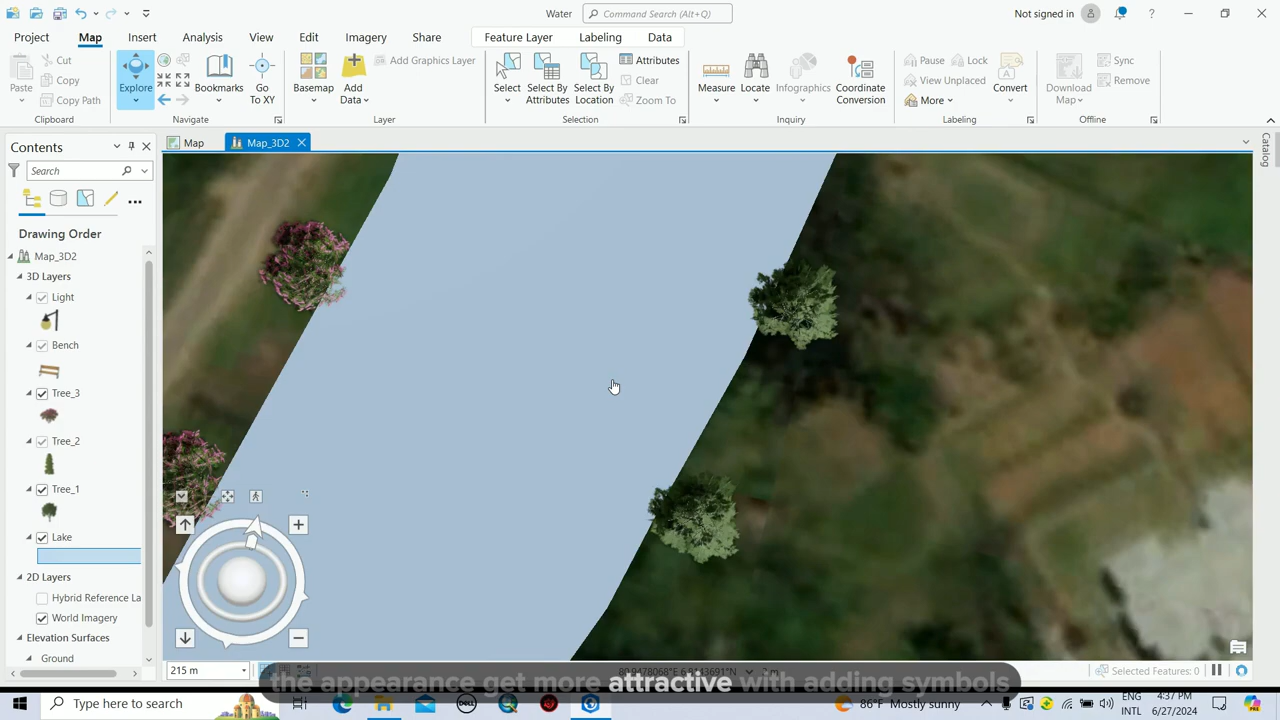 Water
Command Search (Alt+Q)
Not signed in
?
Project
Map
Insert
Analysis
View
Edit
Imagery
Share
Feature Layer
Labeling
Data
Paste
Cut
Copy
Copy Path
Clipboard
Explore
Bookmarks
Go To XY
Navigate
Basemap
Add Data
Add Graphics Layer
Layer
Select
Select By Attributes
Select By Location
Attributes
Clear
Zoom To
Selection
Measure
Locate
Infographics
Coordinate Conversion
Inquiry
Pause
Lock
View Unplaced
More
Labeling
Convert
Download Map
Sync
Remove
Offline
Contents
Map
Map_3D2
Catalog
Search
Drawing Order
Map_3D2
3D Layers
Light
Bench
Tree_3
Tree_2
Tree_1
Lake
2D Layers
Hybrid Reference La
World Imagery
Elevation Surfaces
Ground
215 m
Selected Features: 0
the appearance get more attractive with adding symbols
Type here to search
86°F Mostly sunny
ENG
INTL
4:37 PM
6/27/2024